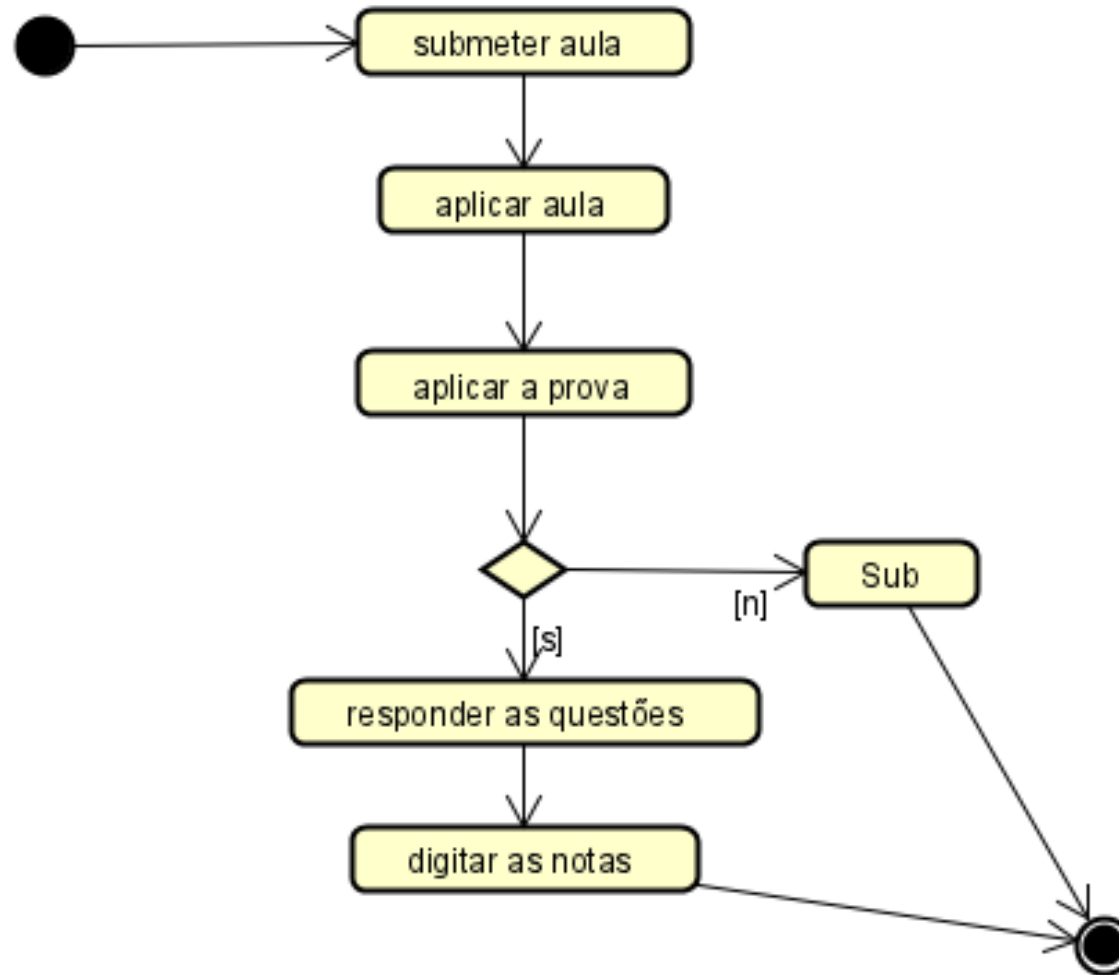 submeter aula
aplicar aula
aplicar a prova
Sub
[n]
[s]
responder as questões
digitar as notas